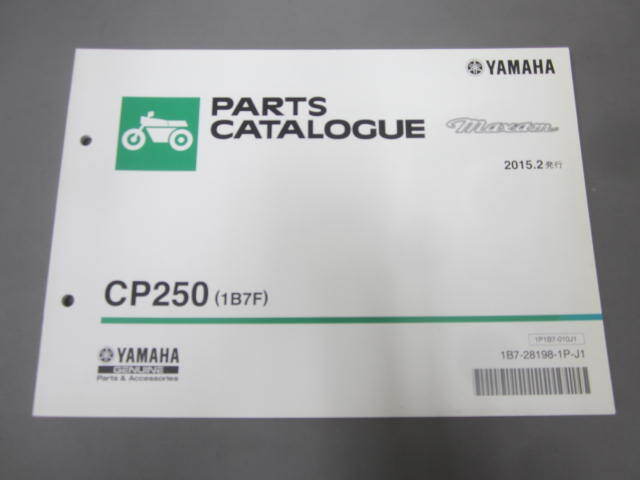 YAMAHA
PARTS
CATALOGUE
Maxam
2015.2 発行
CP250 (1B7F)
YAMAHA
GENUINE
Parts & Accessories
1P1B7-010J1
1B7-28198-1P-J1